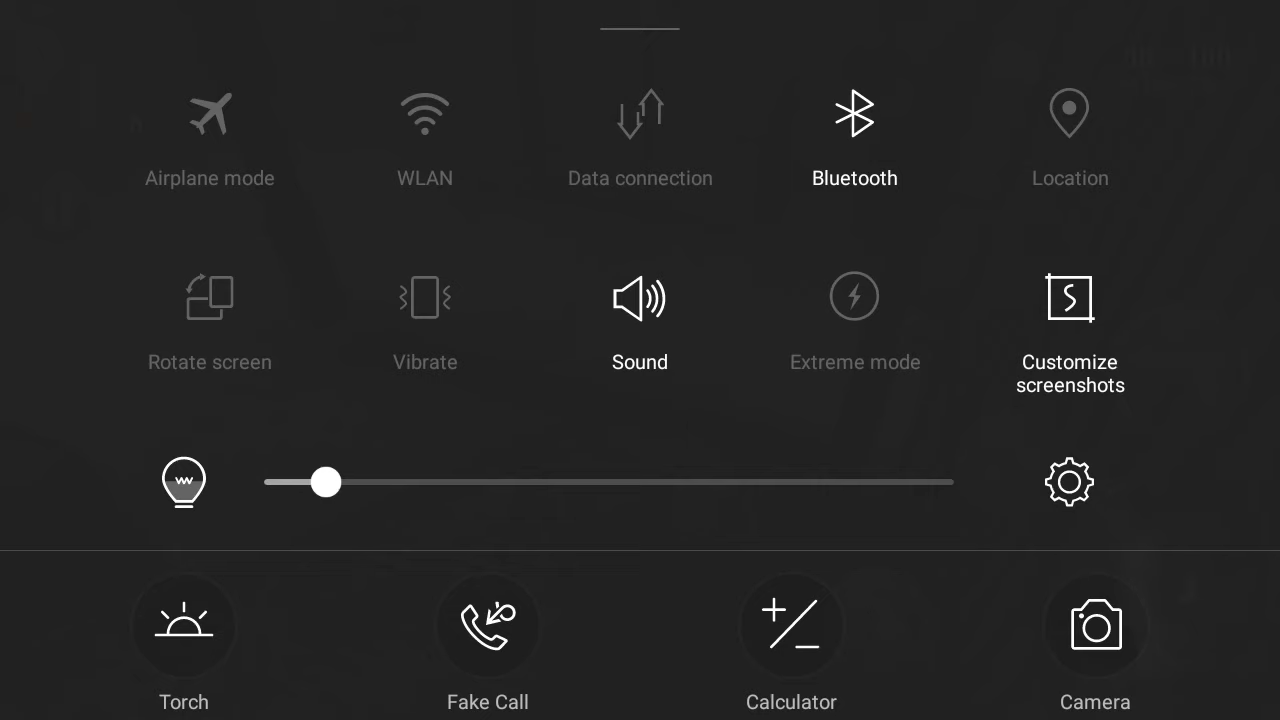 Airplane mode
WLAN
Data connection
Bluetooth
Location
Rotate screen
Vibrate
Sound
Extreme mode
Customize
screenshots
Torch
Fake Call
Calculator
Camera